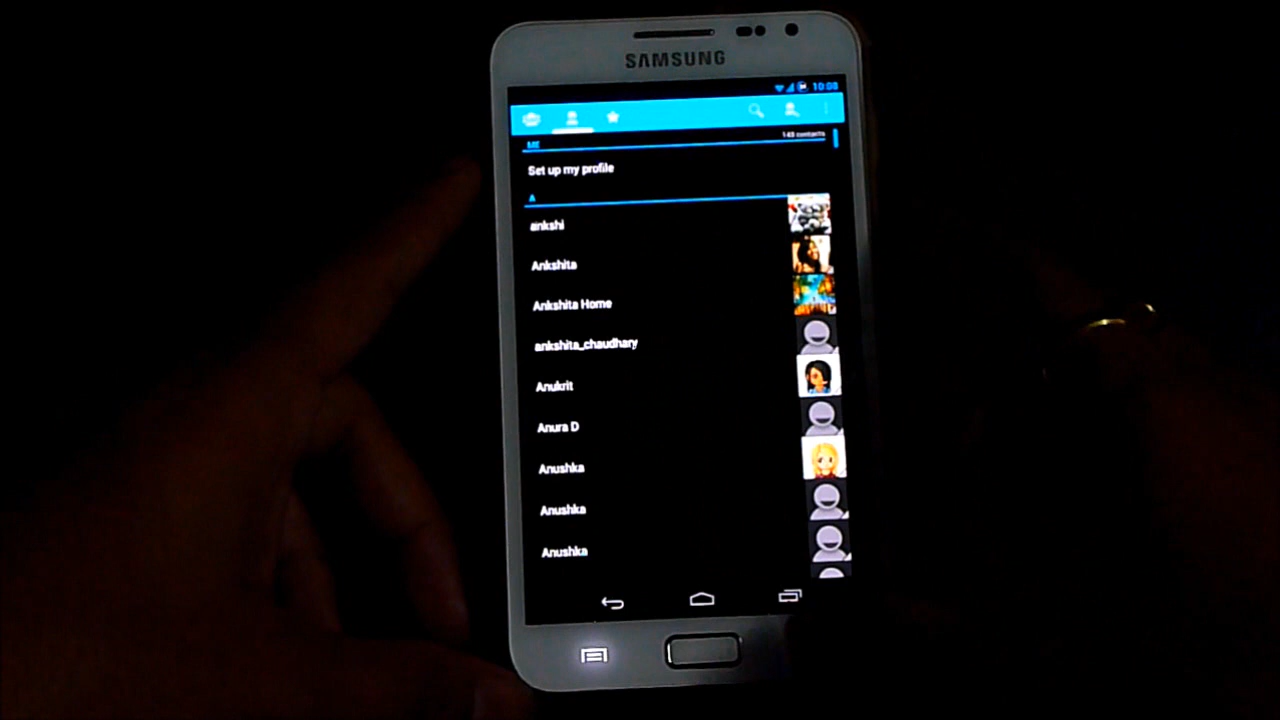 SAMSUNG
10:08
ME 148 contacts
Set up my profile
A
ankshi
Ankshita
Ankshita Home
ankshita_chaudhary
Anukrit
Anura D
Anushka
Anushka
Anushka